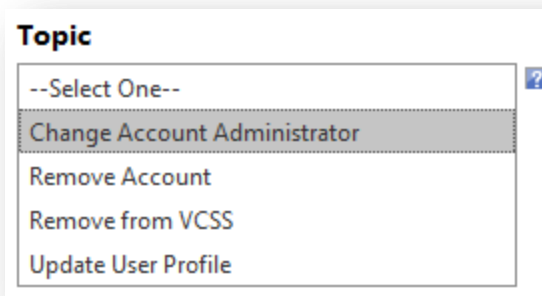 Topic
--Select One--
?
Change Account Administrator
Remove Account
Remove from VCSS
Update User Profile